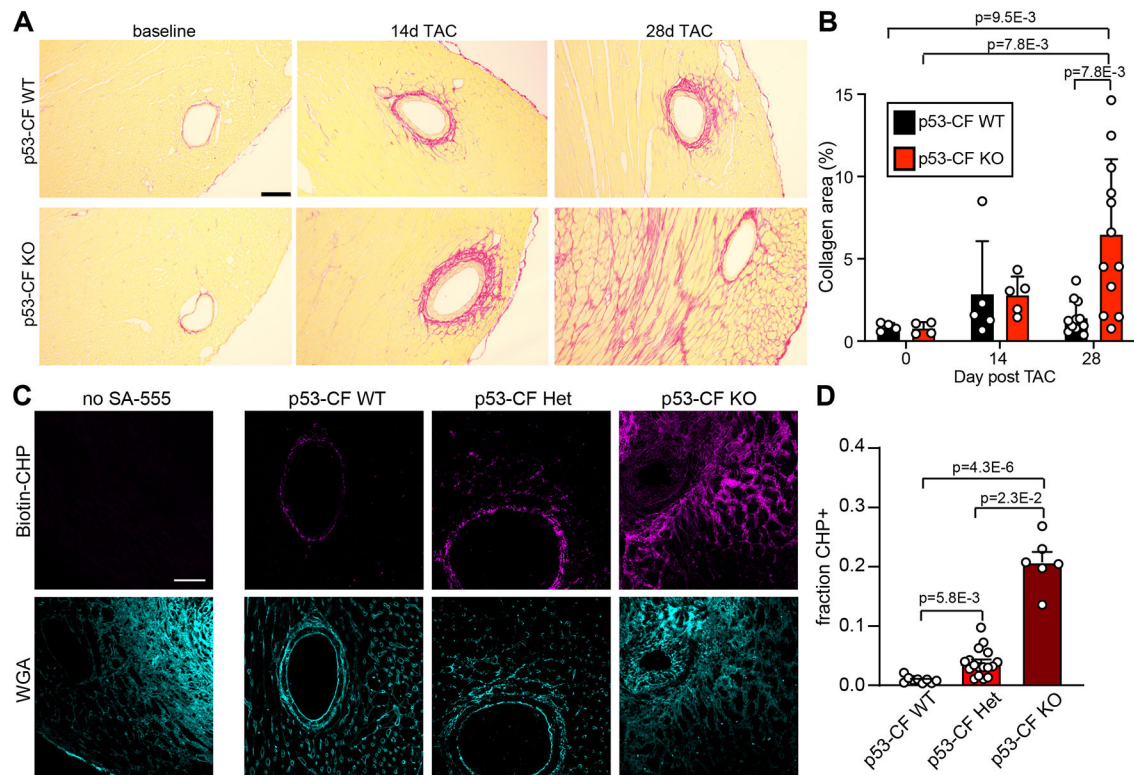 A
baseline
14d TAC
28d TAC
p53-CF WT
p53-CF KO
B
p=9.5E-3
p=7.8E-3
p=7.8E-3
15
10
5
0
Collagen area (%)
p53-CF WT
p53-CF KO
0
14
28
Day post TAC
C
no SA-555
p53-CF WT
p53-CF Het
p53-CF KO
Biotin-CHP
WGA
D
0.4
0.3
0.2
0.1
0.0
fraction CHP+
p=4.3E-6
p=2.3E-2
p=5.8E-3
p53-CF WT
p53-CF Het
p53-CF KO